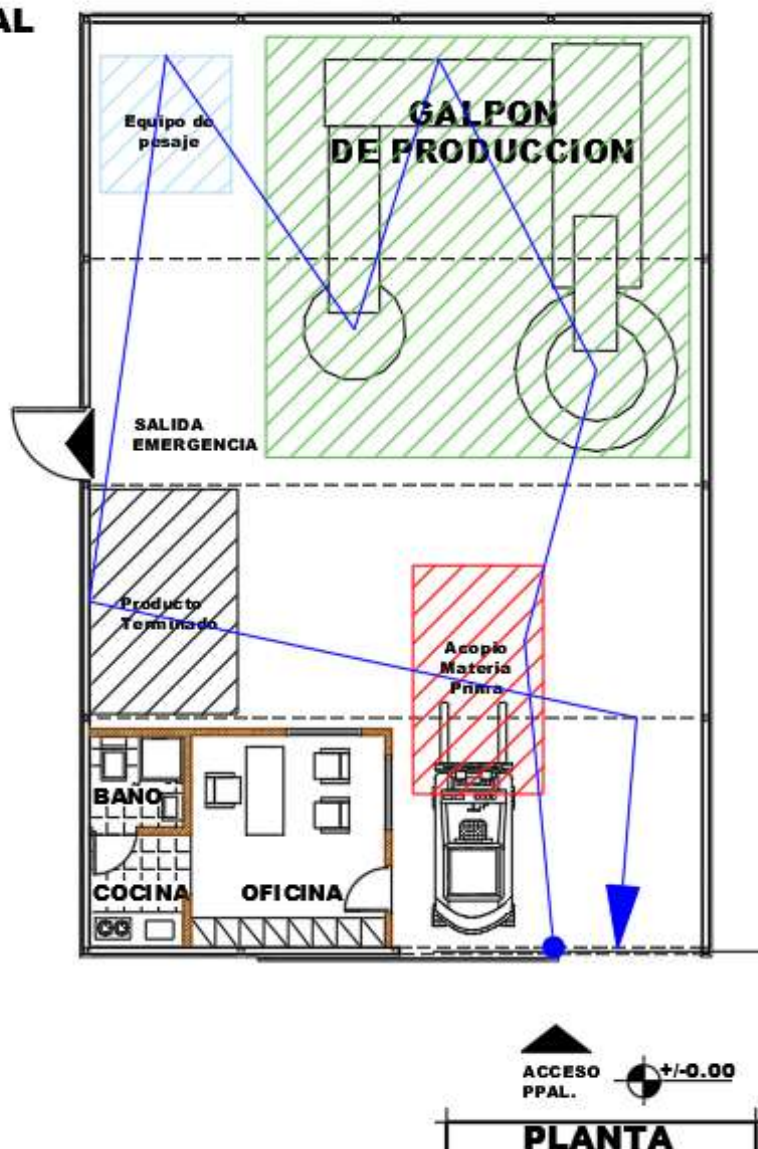 AL
GALPON
DE PRODUCCION
Equipo de
pesaje
SALIDA
EMERGENCIA
Producto
Terminado
Acopio
Materia
Prima
BAÑO
COCINA
OFICINA
ACCESO
PPAL.
+/-0.00
PLANTA